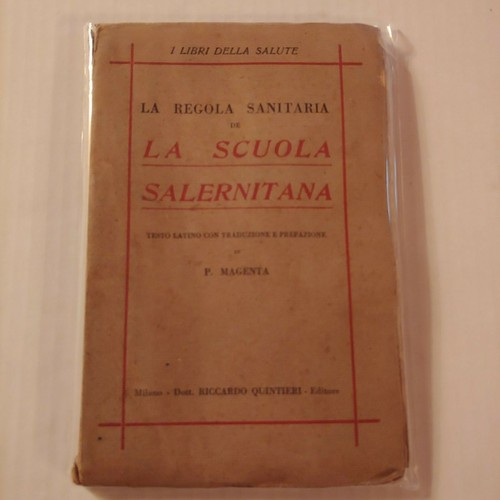 I LIBRI DELLA SALUTE
LA REGOLA SANITARIA
DE
LA SCUOLA
SALERNITANA
TESTO LATINO CON TRADUZIONE E PREFAZIONE
DI
P. MAGENTA
Milano - Dott. RICCARDO QUINTIERI - Editore